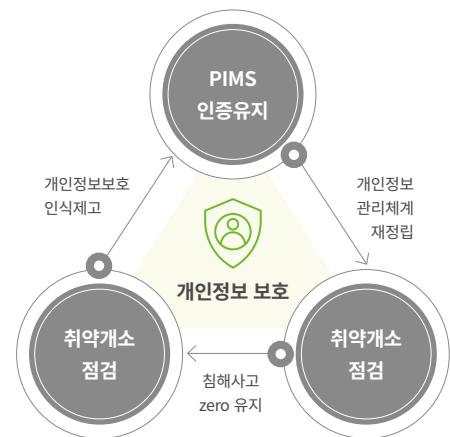 PIMS
인증유지
개인정보보호
인식제고
개인정보
관리체계
재정립
개인정보 보호
취약개소
점검
침해사고
zero 유지
취약개소
점검